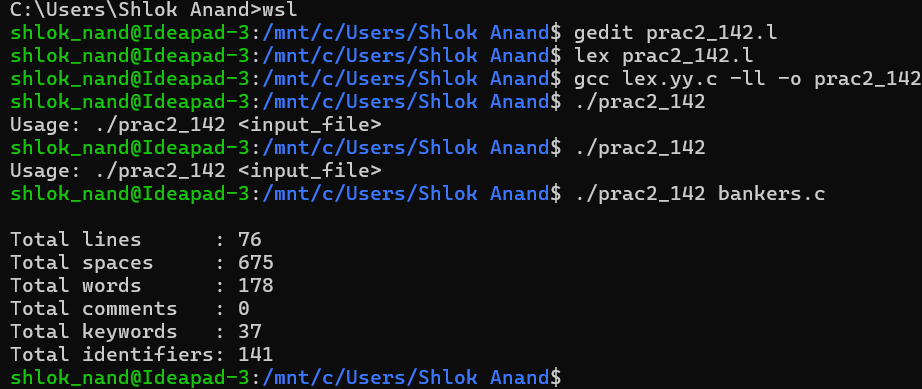 C:\Users\Shlok Anand>wsl
shlok_nand@Ideapad-3:/mnt/c/Users/Shlok Anand$ gedit prac2_142.l
shlok_nand@Ideapad-3:/mnt/c/Users/Shlok Anand$ lex prac2_142.l
shlok_nand@Ideapad-3:/mnt/c/Users/Shlok Anand$ gcc lex.yy.c -ll -o prac2_142
shlok_nand@Ideapad-3:/mnt/c/Users/Shlok Anand$ ./prac2_142
Usage: ./prac2_142 <input_file>
shlok_nand@Ideapad-3:/mnt/c/Users/Shlok Anand$ ./prac2_142
Usage: ./prac2_142 <input_file>
shlok_nand@Ideapad-3:/mnt/c/Users/Shlok Anand$ ./prac2_142 bankers.c

Total lines      : 76
Total spaces     : 675
Total words      : 178
Total comments   : 0
Total keywords   : 37
Total identifiers: 141
shlok_nand@Ideapad-3:/mnt/c/Users/Shlok Anand$